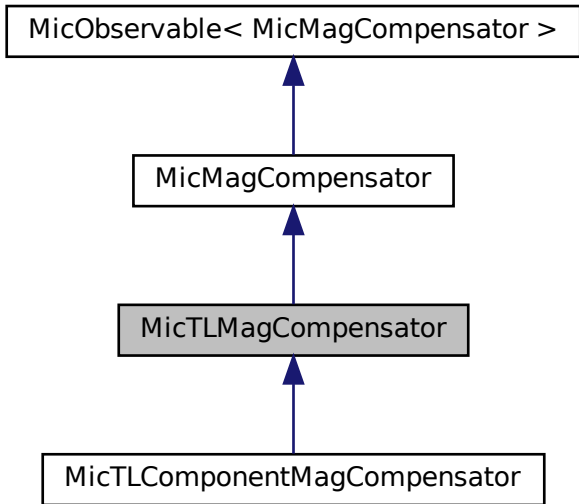 MicObservable< MicMagCompensator >
MicMagCompensator
MicTLMagCompensator
MicTLComponentMagCompensator